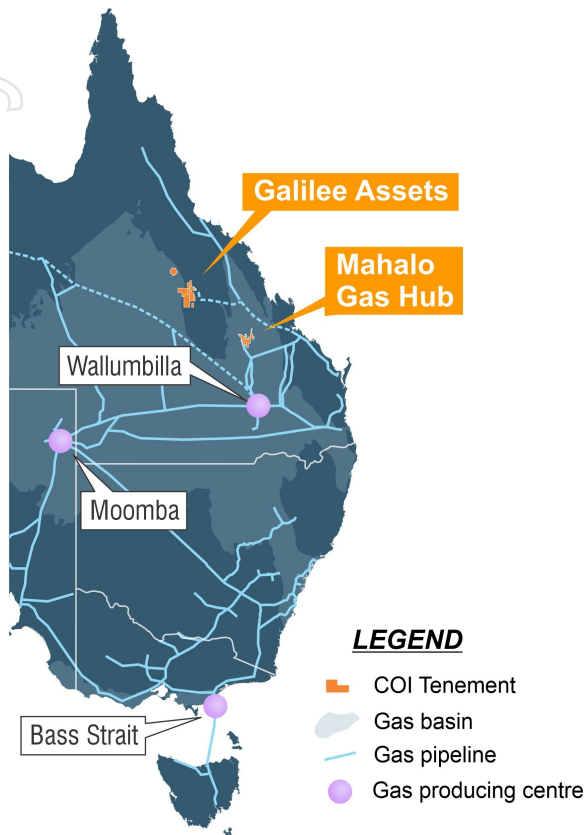 Galilee Assets
Mahalo
Gas Hub
Wallumbilla
Moomba
Bass Strait
LEGEND
COI Tenement
Gas basin
Gas pipeline
Gas producing centre